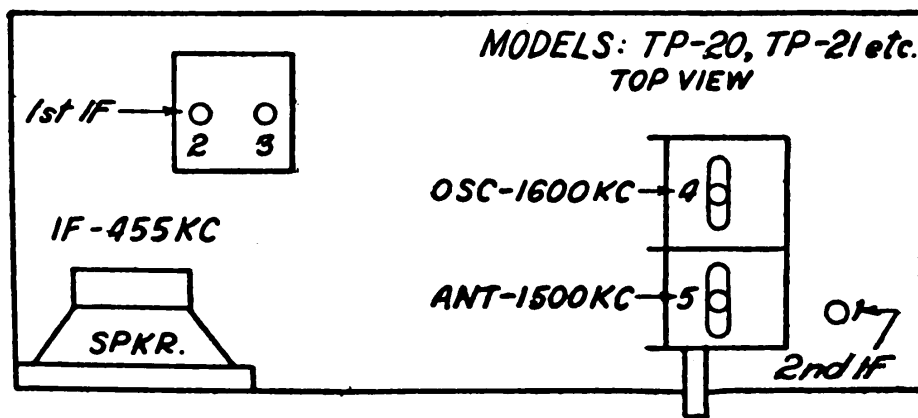 MODELS: TP-20, TP-21 etc.
TOP VIEW
1st IF
2 3
OSC-1600KC 4
IF-455KC
ANT-1500KC 5
SPKR.
2nd IF